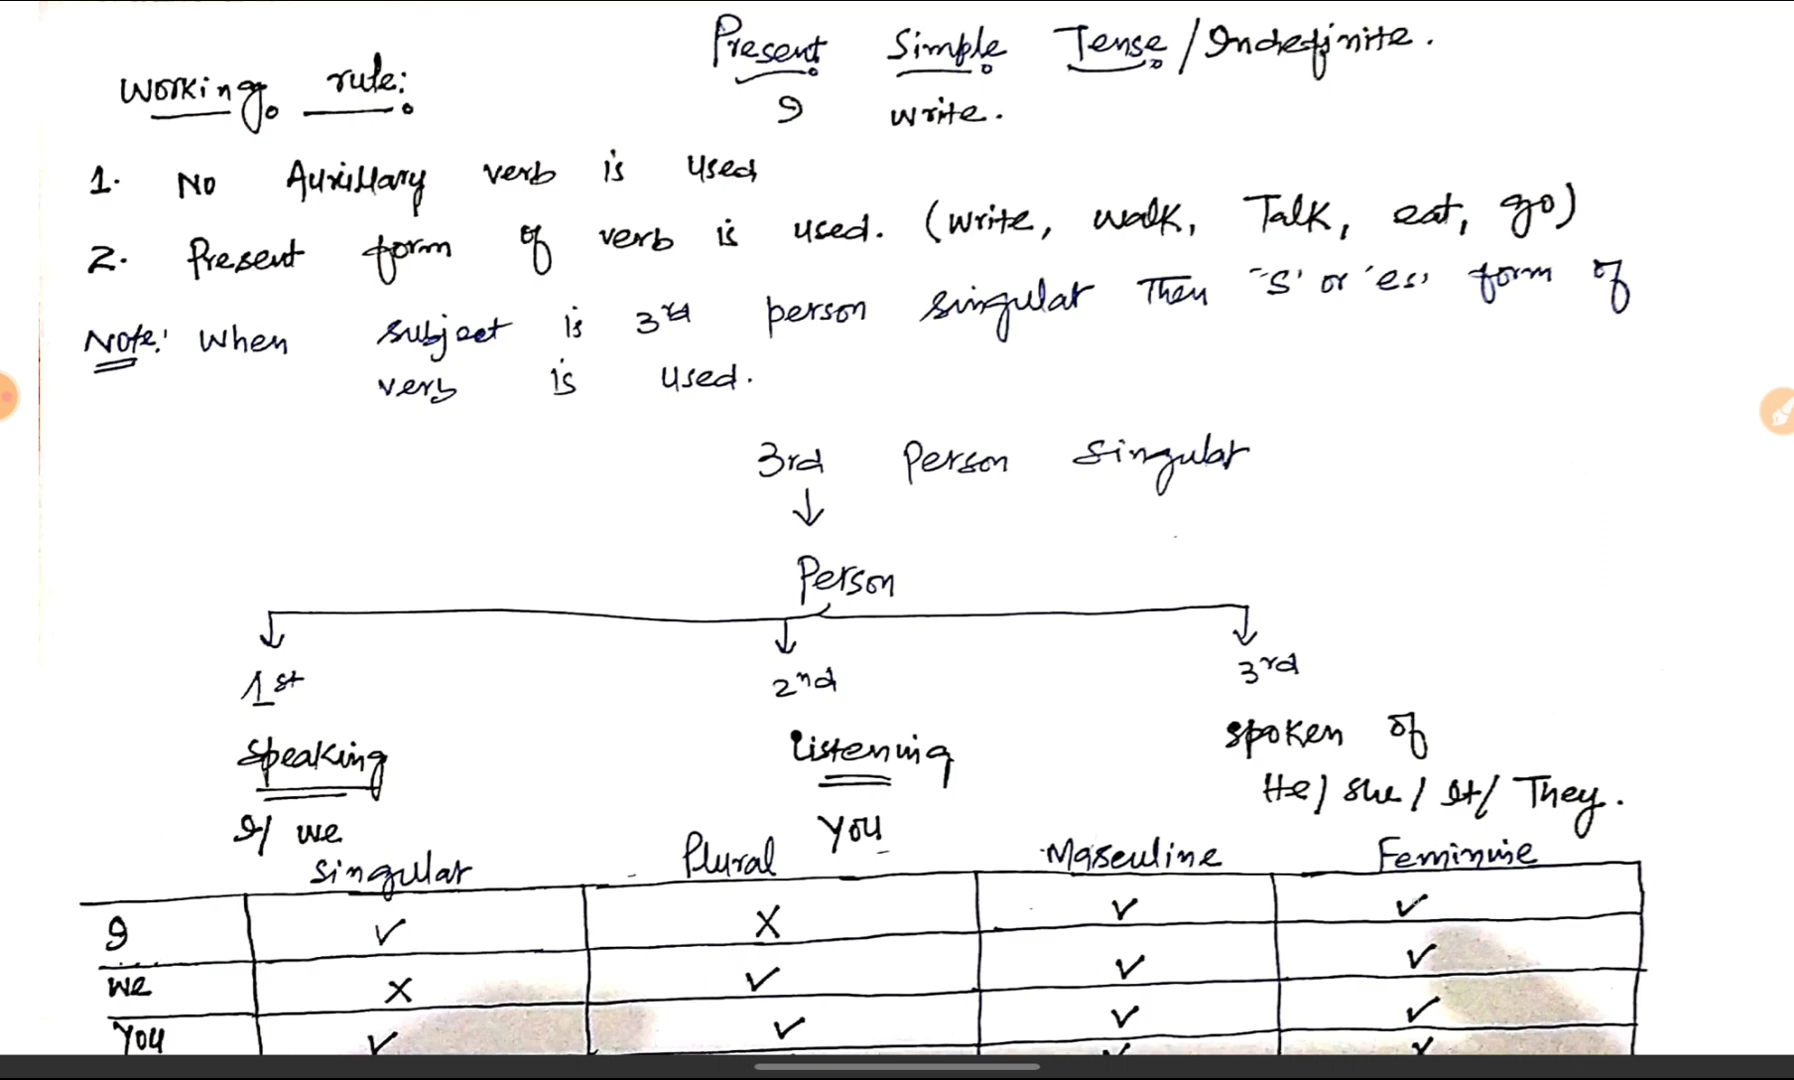 Present Simple Tense / Indefinite.
Working rule:
I write.
1. No Auxillary verb is used
2. Present form of verb is used. (write, walk, Talk, eat, go)
Note: When subject is 3rd person singular Then 's' or 'es' form of
verb is used.
3rd Person Singular
↓
Person
1st 2nd 3rd
Speaking Listening spoken of
He / she / It / They.
I / we You
Singular Plural Masculine Feminine
I ✓ X ✓ ✓
we X ✓ ✓ ✓
You ✓ ✓ ✓ ✓